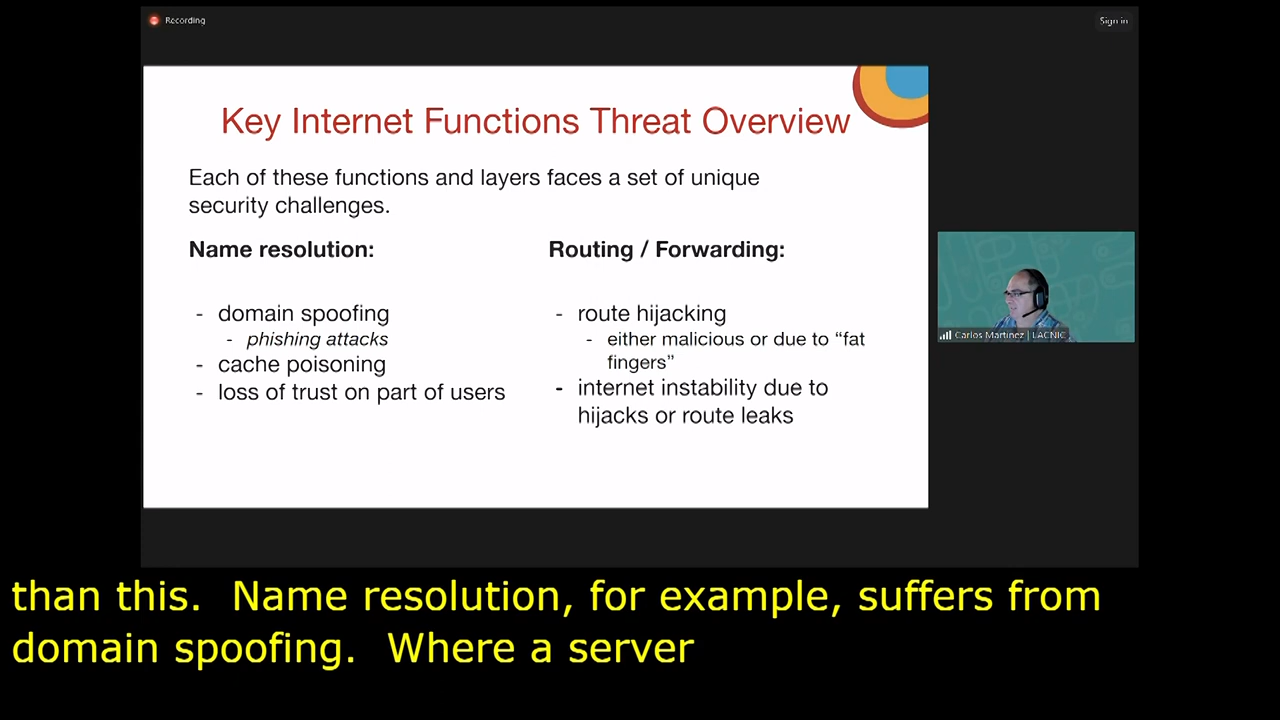 Recording
Sign in
Key Internet Functions Threat Overview
Each of these functions and layers faces a set of unique
security challenges.
Name resolution:
- domain spoofing
- phishing attacks
- cache poisoning
- loss of trust on part of users
Routing / Forwarding:
- route hijacking
- either malicious or due to “fat
fingers”
- internet instability due to
hijacks or route leaks
Carlos Martinez | LACNIC
than this.  Name resolution, for example, suffers from
domain spoofing.  Where a server